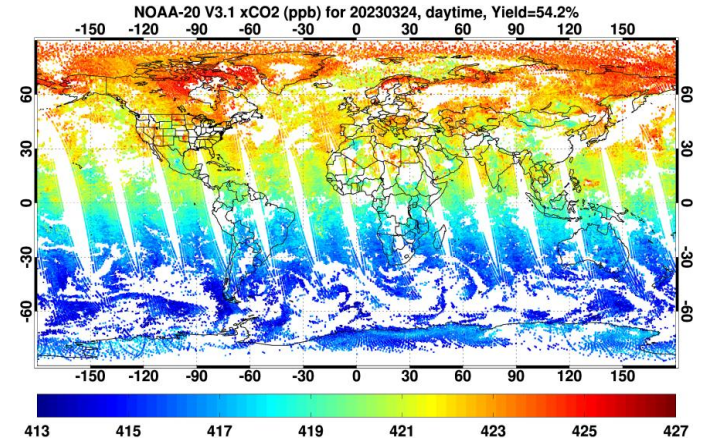 NOAA-20 V3.1 xCO2 (ppb) for 20230324, daytime, Yield=54.2%
-150 -120 -90 -60 -30 0 30 60 90 120 150
60 60
30 30
0 0
-30 -30
-60 -60
-150 -120 -90 -60 -30 0 30 60 90 120 150
413 415 417 419 421 423 425 427